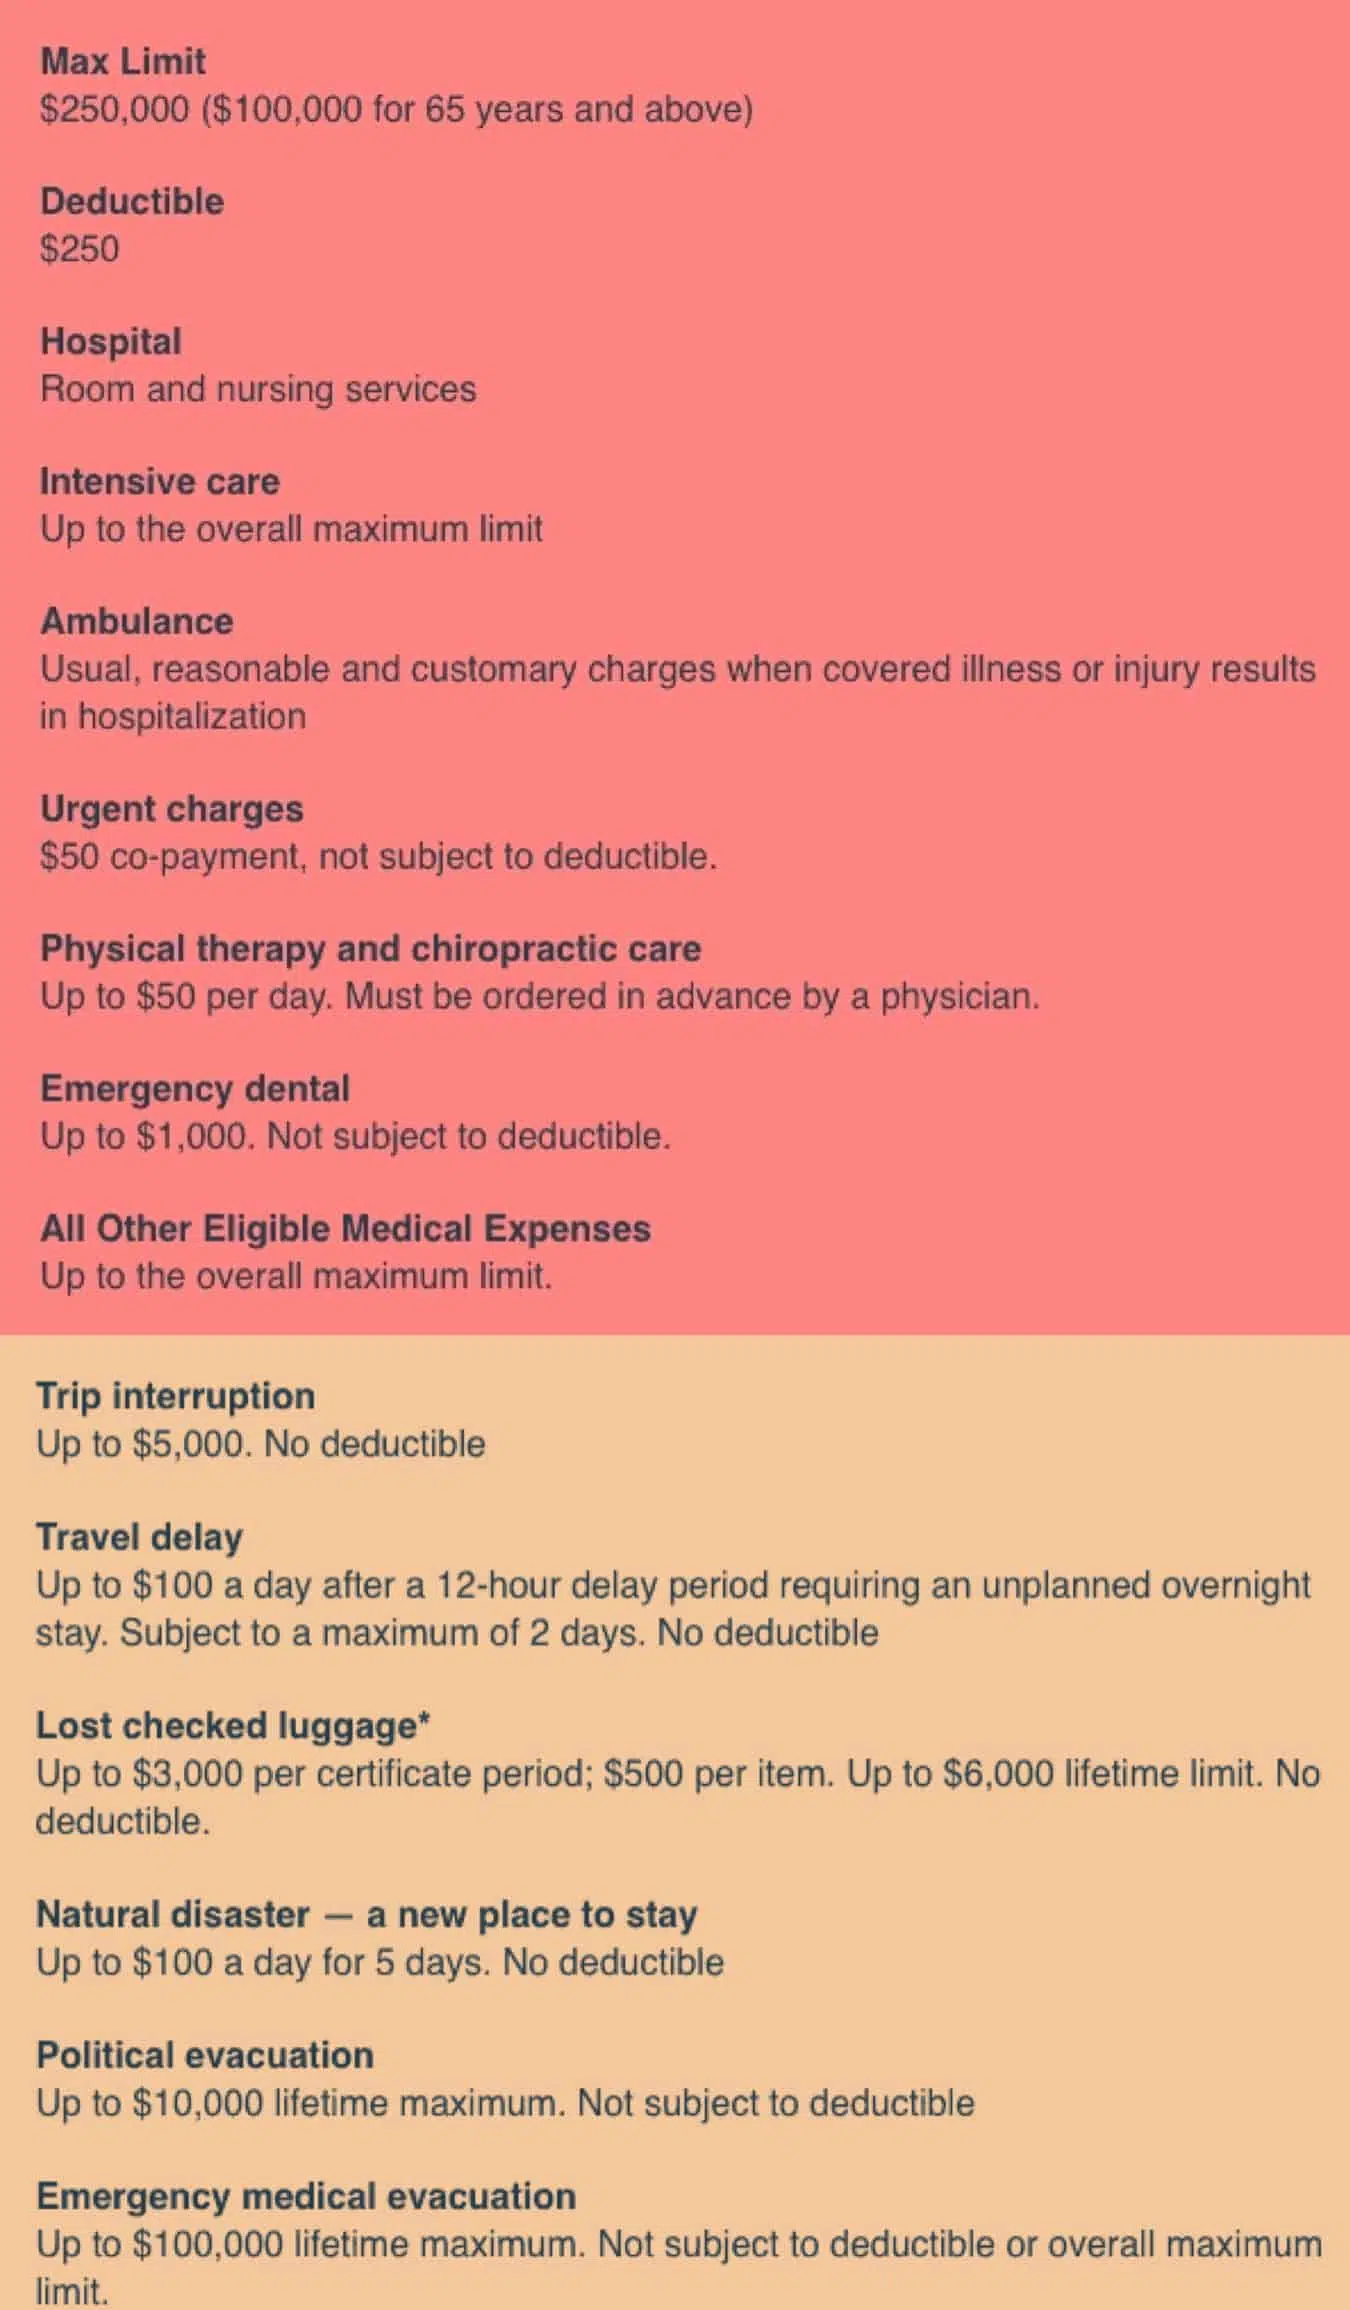 Max Limit
$250,000 ($100,000 for 65 years and above)
Deductible
$250
Hospital
Room and nursing services
Intensive care
Up to the overall maximum limit
Ambulance
Usual, reasonable and customary charges when covered illness or injury results
in hospitalization
Urgent charges
$50 co-payment, not subject to deductible.
Physical therapy and chiropractic care
Up to $50 per day. Must be ordered in advance by a physician.
Emergency dental
Up to $1,000. Not subject to deductible.
All Other Eligible Medical Expenses
Up to the overall maximum limit.
Trip interruption
Up to $5,000. No deductible
Travel delay
Up to $100 a day after a 12-hour delay period requiring an unplanned overnight
stay. Subject to a maximum of 2 days. No deductible
Lost checked luggage*
Up to $3,000 per certificate period; $500 per item. Up to $6,000 lifetime limit. No
deductible.
Natural disaster — a new place to stay
Up to $100 a day for 5 days. No deductible
Political evacuation
Up to $10,000 lifetime maximum. Not subject to deductible
Emergency medical evacuation
Up to $100,000 lifetime maximum. Not subject to deductible or overall maximum
limit.